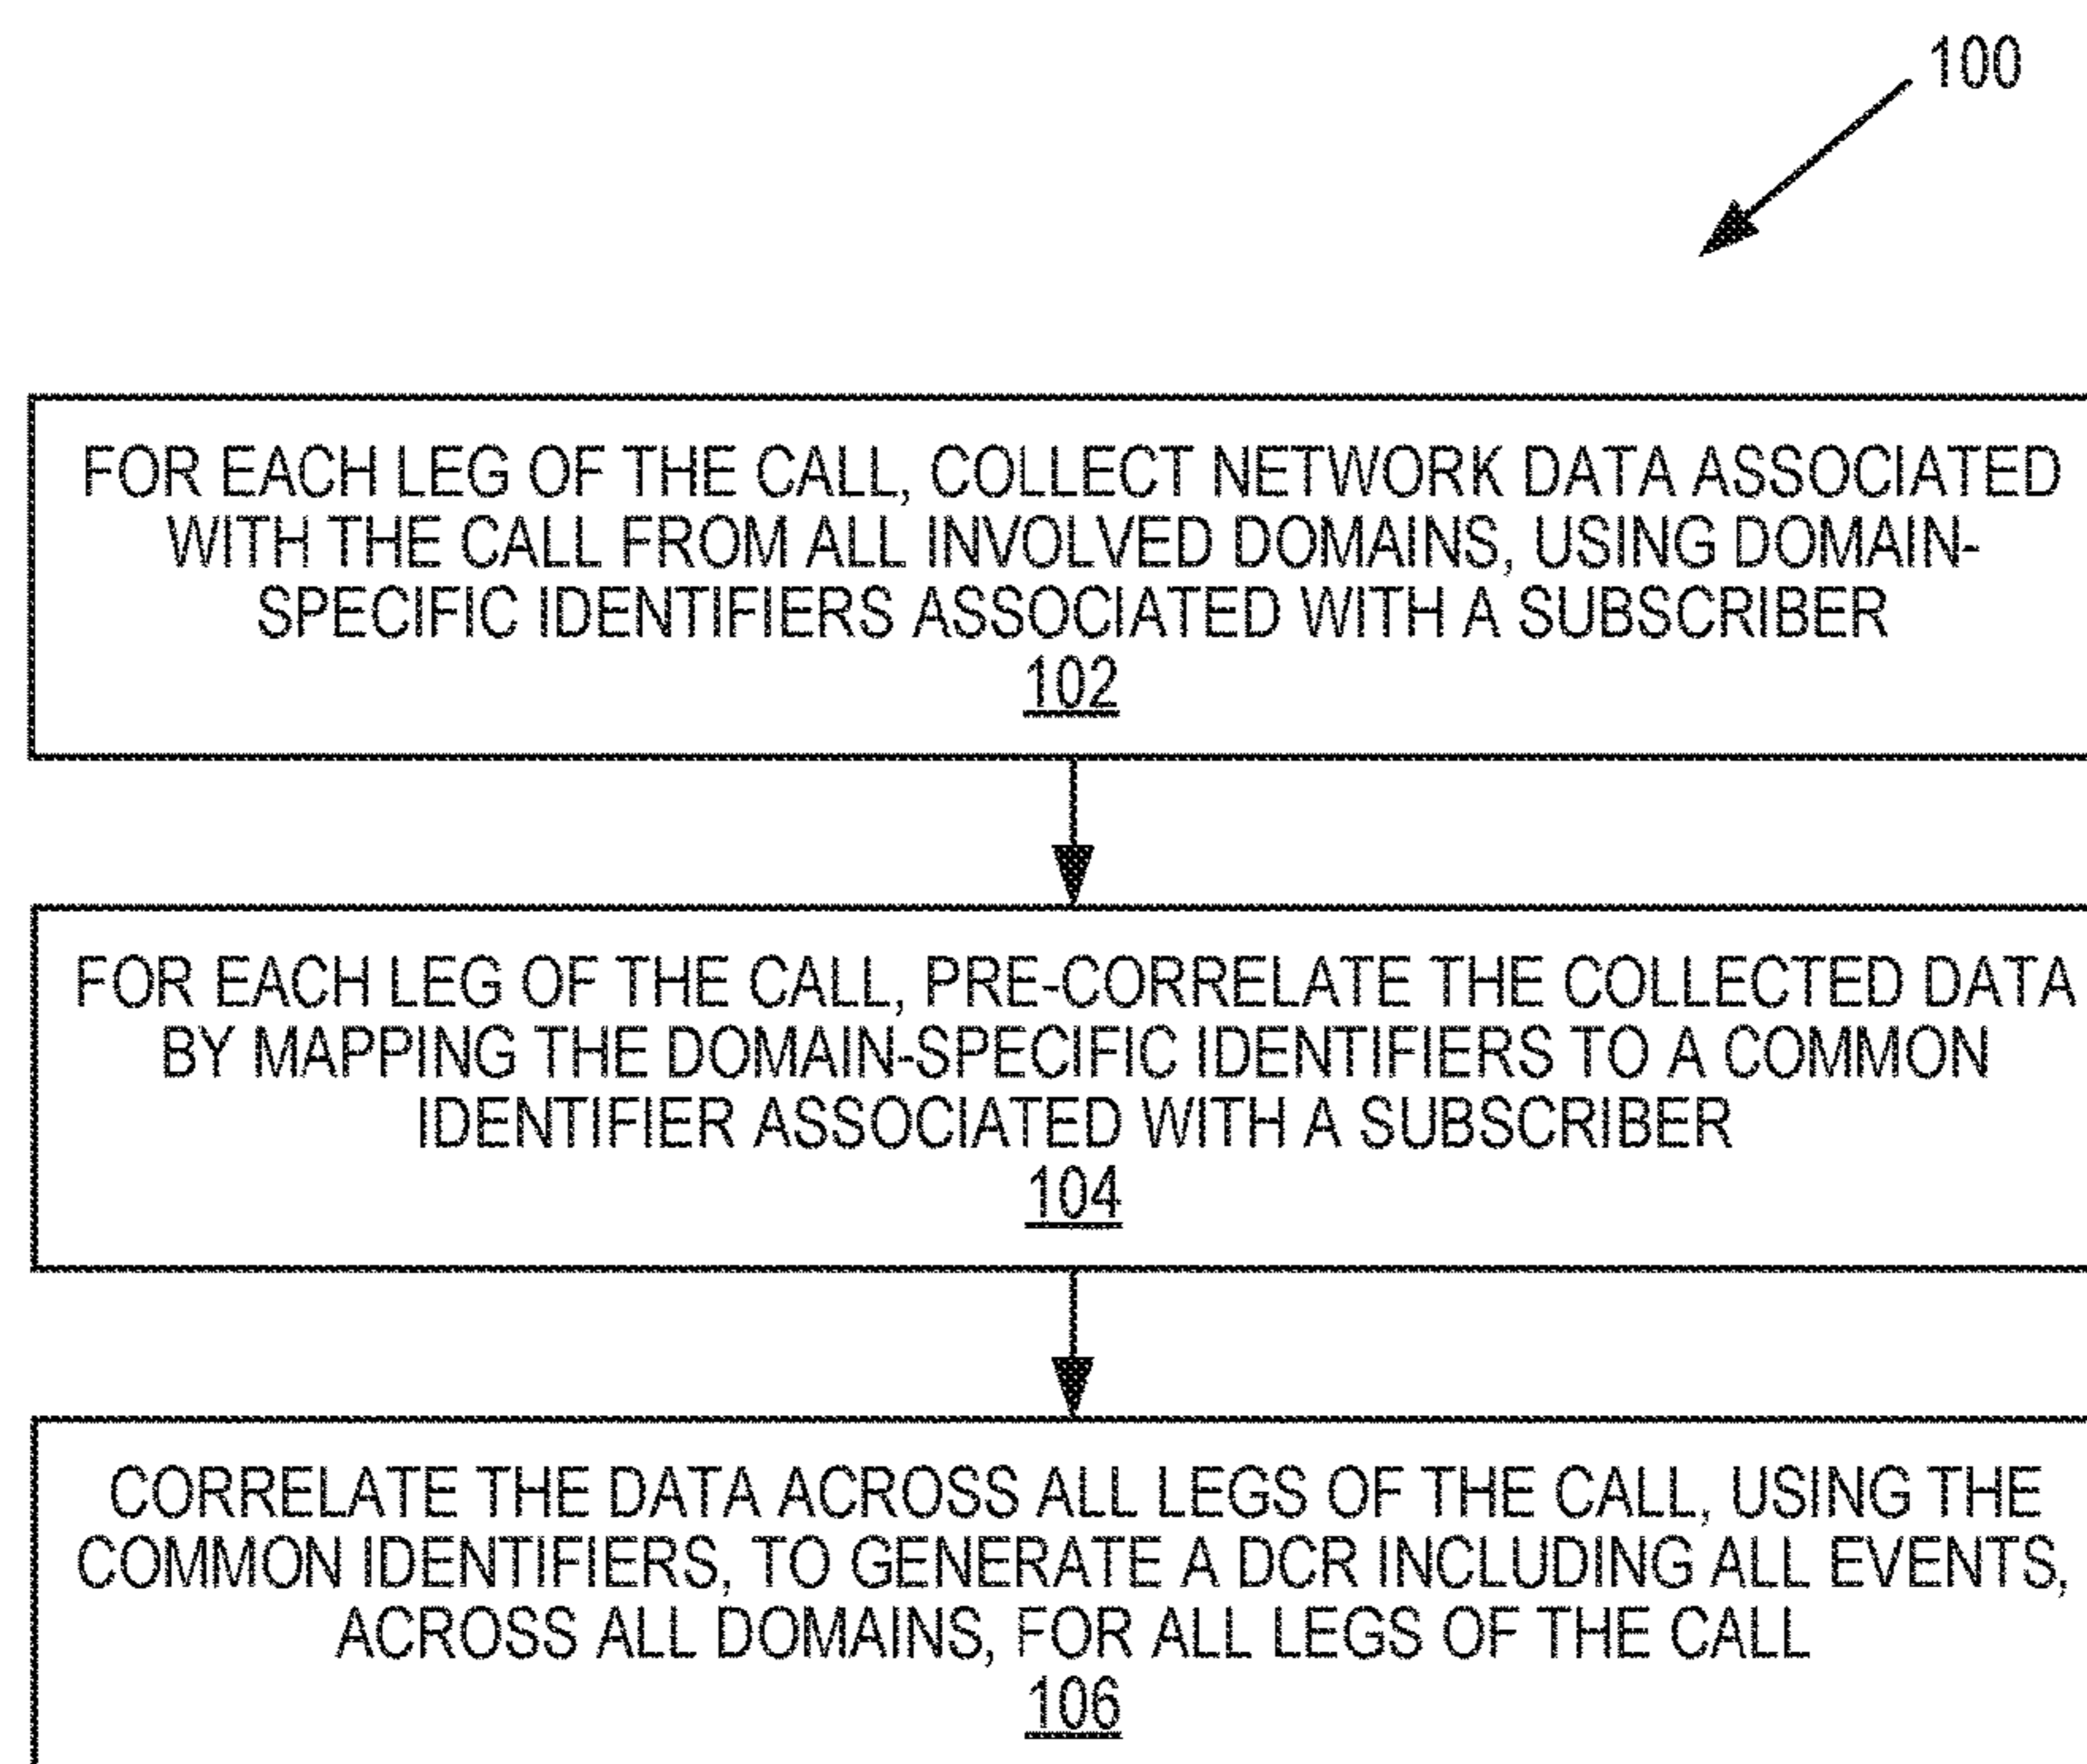 100
FOR EACH LEG OF THE CALL, COLLECT NETWORK DATA ASSOCIATED
WITH THE CALL FROM ALL INVOLVED DOMAINS, USING DOMAIN-
SPECIFIC IDENTIFIERS ASSOCIATED WITH A SUBSCRIBER
102
FOR EACH LEG OF THE CALL, PRE-CORRELATE THE COLLECTED DATA
BY MAPPING THE DOMAIN-SPECIFIC IDENTIFIERS TO A COMMON
IDENTIFIER ASSOCIATED WITH A SUBSCRIBER
104
CORRELATE THE DATA ACROSS ALL LEGS OF THE CALL, USING THE
COMMON IDENTIFIERS, TO GENERATE A DCR INCLUDING ALL EVENTS,
ACROSS ALL DOMAINS, FOR ALL LEGS OF THE CALL
106